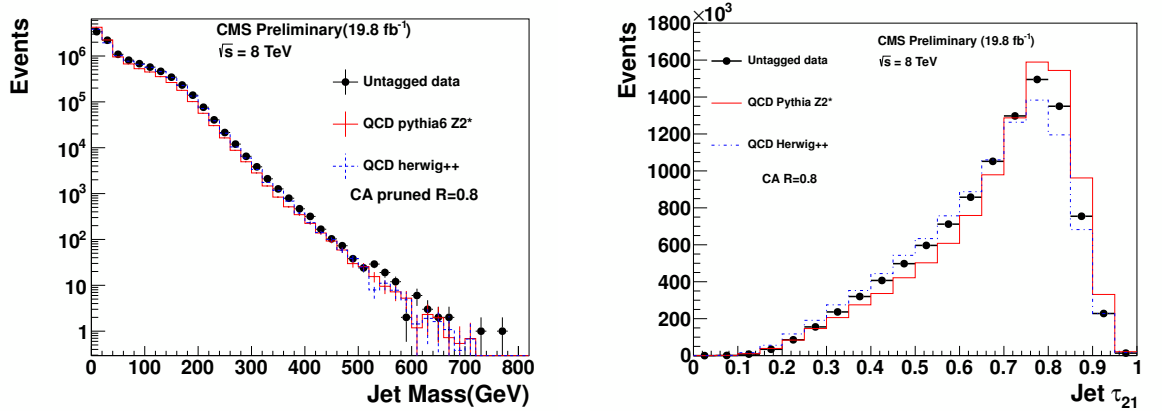 Events
CMS Preliminary(19.8 fb⁻¹)
√s = 8 TeV
Untagged data
QCD pythia6 Z2*
QCD herwig++
CA pruned R=0.8
10⁶
10⁵
10⁴
10³
10²
10
1
0 100 200 300 400 500 600 700 800
Jet Mass(GeV)
Events
×10³
CMS Preliminary (19.8 fb⁻¹)
√s = 8 TeV
Untagged data
QCD Pythia Z2*
QCD Herwig++
CA R=0.8
1800
1600
1400
1200
1000
800
600
400
200
0
0 0.1 0.2 0.3 0.4 0.5 0.6 0.7 0.8 0.9 1
Jet τ₂₁